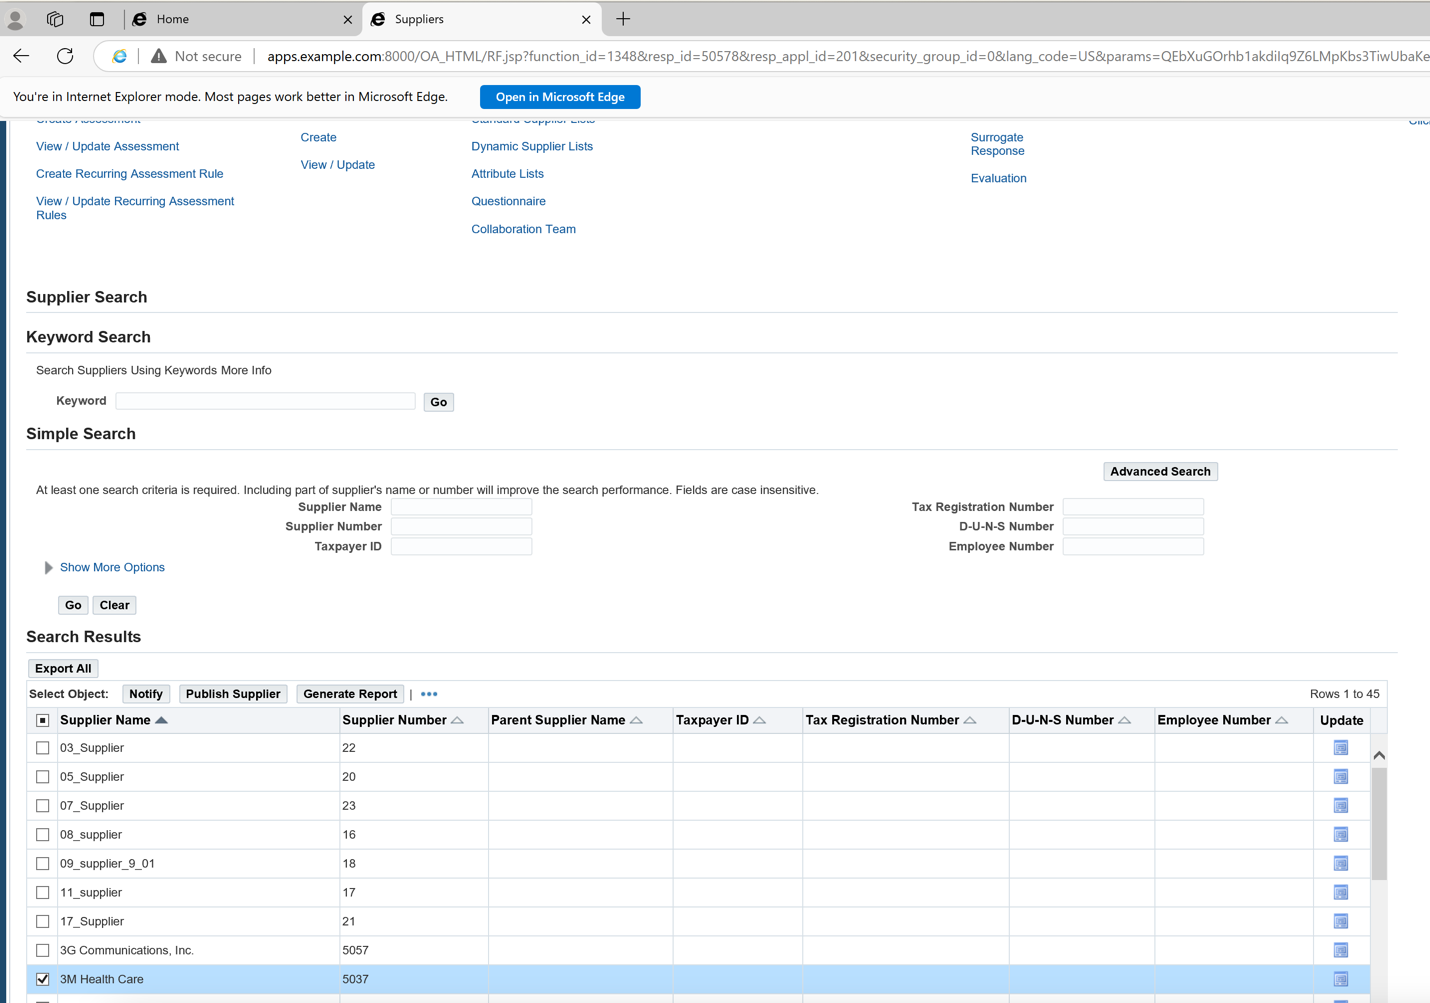 Home
Suppliers
Not secure
apps.example.com:8000/OA_HTML/RF.jsp?function_id=1348&resp_id=50578&resp_appl_id=201&security_group_id=0&lang_code=US&params=QEbXuGOrhb1akdiIq9Z6LMpKbs3TiwUbaKe
You're in Internet Explorer mode. Most pages work better in Microsoft Edge.
Open in Microsoft Edge
Create Assessment
Standard Supplier Lists
Create
Surrogate
Response
View / Update Assessment
Dynamic Supplier Lists
View / Update
Create Recurring Assessment Rule
Attribute Lists
Evaluation
View / Update Recurring Assessment
Rules
Questionnaire
Collaboration Team
Supplier Search
Keyword Search
Search Suppliers Using Keywords More Info
Keyword Go
Simple Search
Advanced Search
At least one search criteria is required. Including part of supplier's name or number will improve the search performance. Fields are case insensitive.
Supplier Name Tax Registration Number
Supplier Number D-U-N-S Number
Taxpayer ID Employee Number
Show More Options
Go Clear
Search Results
Export All
Select Object: Notify Publish Supplier Generate Report | ••• Rows 1 to 45
Supplier Name Supplier Number Parent Supplier Name Taxpayer ID Tax Registration Number D-U-N-S Number Employee Number Update
03_Supplier 22
05_Supplier 20
07_Supplier 23
08_supplier 16
09_supplier_9_01 18
11_supplier 17
17_Supplier 21
3G Communications, Inc. 5057
3M Health Care 5037